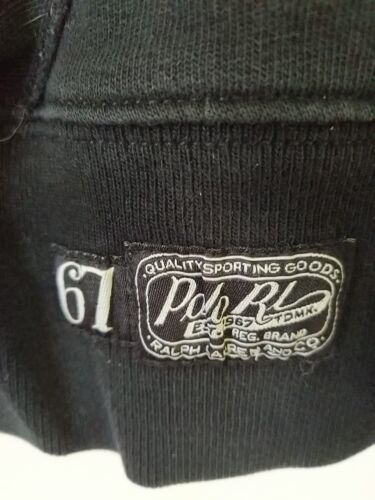 67
QUALITY SPORTING GOODS
Polo RL
EST. 1967 TDMK.
REG. BRAND
RALPH LAUREN AND CO.